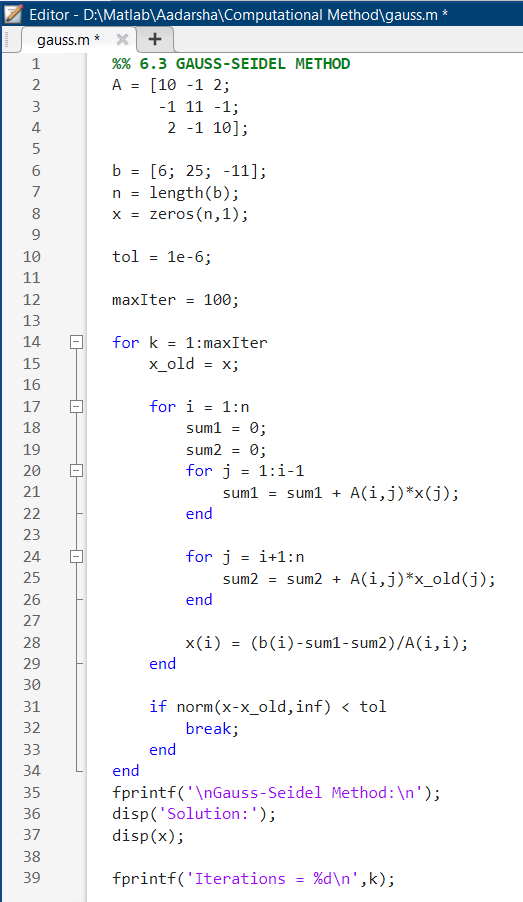 Editor - D:\Matlab\Aadarsha\Computational Method\gauss.m *
gauss.m * × +
1 %% 6.3 GAUSS-SEIDEL METHOD
2 A = [10 -1 2;
3      -1 11 -1;
4       2 -1 10];
5
6 b = [6; 25; -11];
7 n = length(b);
8 x = zeros(n,1);
9
10 tol = 1e-6;
11
12 maxIter = 100;
13
14 for k = 1:maxIter
15     x_old = x;
16
17     for i = 1:n
18         sum1 = 0;
19         sum2 = 0;
20         for j = 1:i-1
21             sum1 = sum1 + A(i,j)*x(j);
22         end
23
24         for j = i+1:n
25             sum2 = sum2 + A(i,j)*x_old(j);
26         end
27
28         x(i) = (b(i)-sum1-sum2)/A(i,i);
29     end
30
31     if norm(x-x_old,inf) < tol
32         break;
33     end
34 end
35 fprintf('\nGauss-Seidel Method:\n');
36 disp('Solution:');
37 disp(x);
38
39 fprintf('Iterations = %d\n',k);